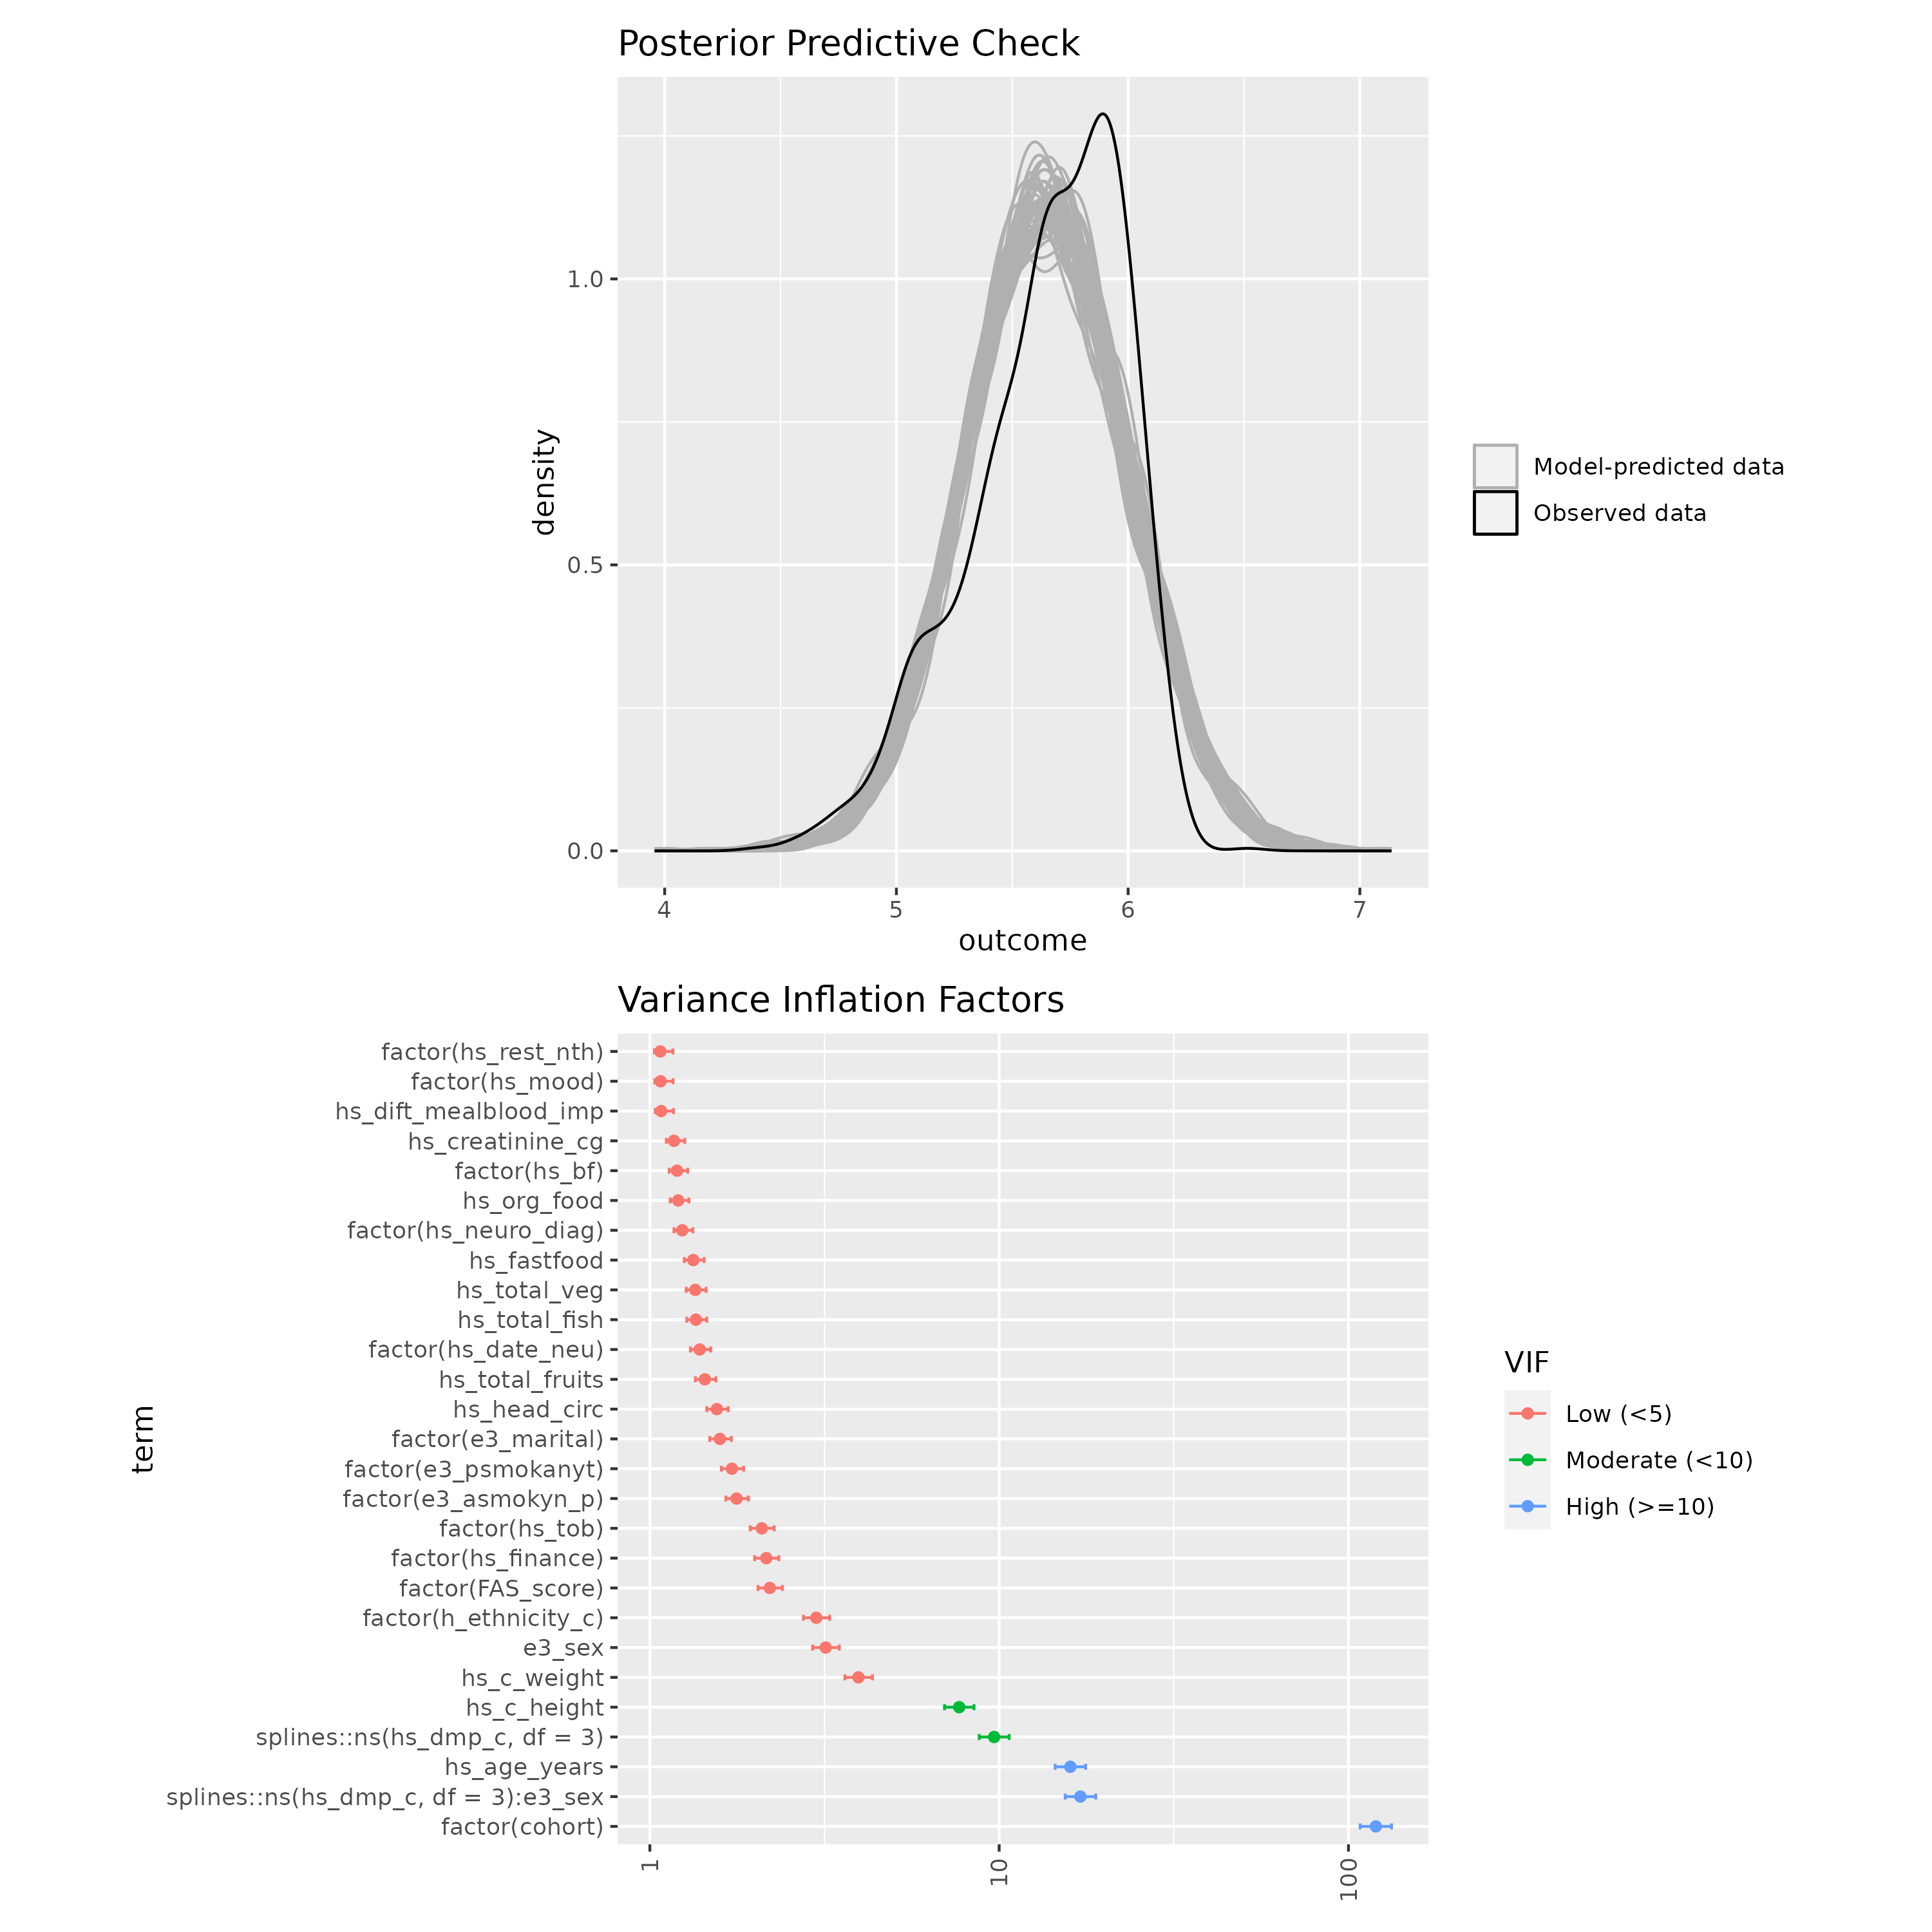 Posterior Predictive Check
density
1.0
0.5
0.0
4 5 6 7
outcome
Model-predicted data
Observed data
Variance Inflation Factors
term
factor(hs_rest_nth)
factor(hs_mood)
hs_dift_mealblood_imp
hs_creatinine_cg
factor(hs_bf)
hs_org_food
factor(hs_neuro_diag)
hs_fastfood
hs_total_veg
hs_total_fish
factor(hs_date_neu)
hs_total_fruits
hs_head_circ
factor(e3_marital)
factor(e3_psmokanyt)
factor(e3_asmokyn_p)
factor(hs_tob)
factor(hs_finance)
factor(FAS_score)
factor(h_ethnicity_c)
e3_sex
hs_c_weight
hs_c_height
splines::ns(hs_dmp_c, df = 3)
hs_age_years
splines::ns(hs_dmp_c, df = 3):e3_sex
factor(cohort)
1 10 100
VIF
Low (<5)
Moderate (<10)
High (>=10)